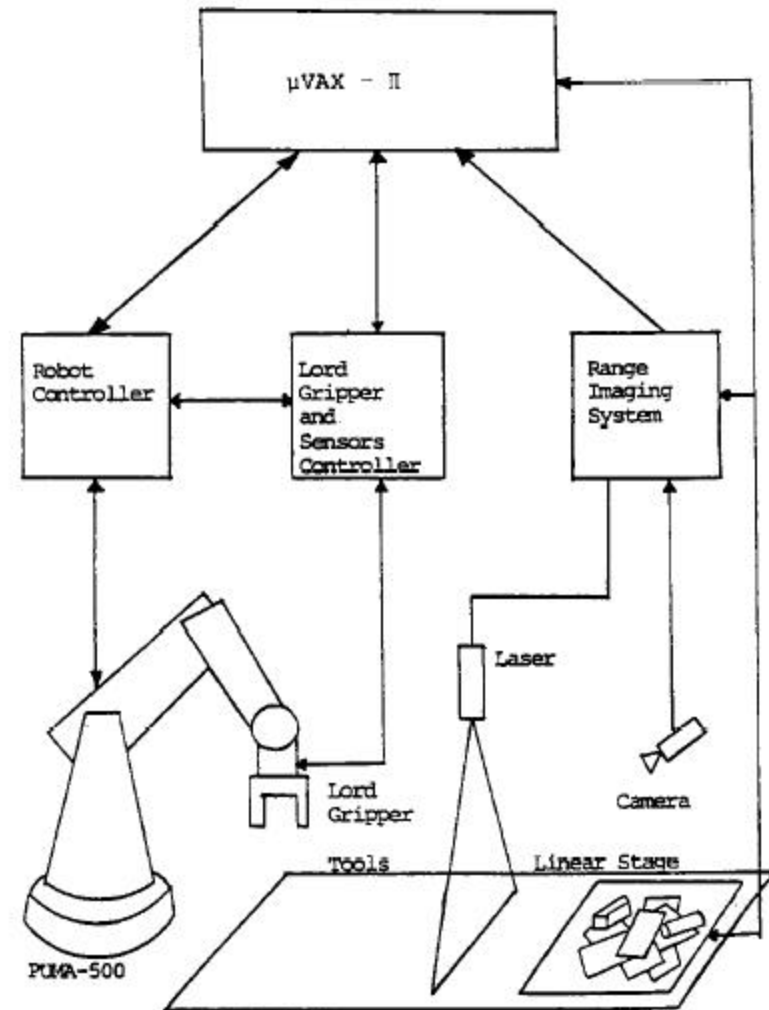 μVAX - II
Robot
Controller
Lord
Gripper
and
Sensors
Controller
Range
Imaging
System
Laser
Lord
Gripper
Camera
Tools
Linear Stage
PUMA-500